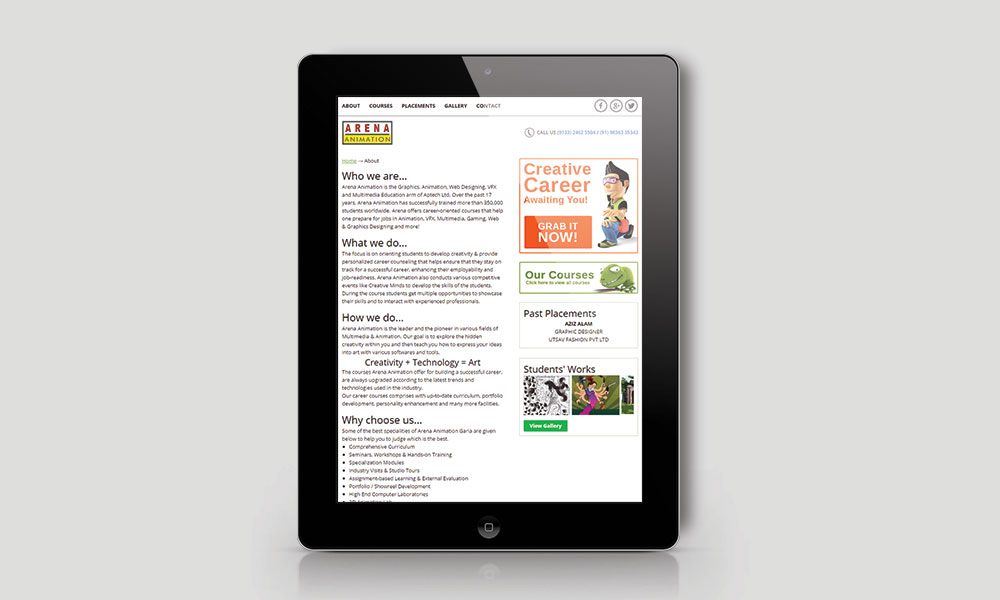 ABOUT COURSES PLACEMENTS GALLERY CONTACT
ARENA
ANIMATION
Home → About
Who we are...
Arena Animation is the Graphics, Animation, Web Designing, VFX
and Multimedia Education arm of Aptech Ltd. Over the past 17
years. Arena Animation has successfully trained more than 350,000
students worldwide. Arena offers career-oriented courses that help
one prepare for jobs in Animation, VFX, Multimedia, Gaming, Web
& Graphics Designing and more!
What we do...
The focus is on orienting students to develop creativity & provide
personalized career counseling that helps ensure that they stay on
track for a successful career, enhancing their employability and
job-readiness. Arena Animation also conducts various competitive
events like Creative Minds to develop the skills of the students.
During the course students get multiple opportunities to showcase
their skills and to interact with experienced professionals.
How we do...
Arena Animation is the leader and the pioneer in various fields of
Multimedia & Animation. Our goal is to explore the hidden
creativity within you and then teach you how to express your ideas
into art with various softwares and tools.
Creativity + Technology = Art
The courses Arena Animation offer for building a successful career,
are always upgraded according to the latest trends and
technologies used in the industry.
Our career courses comprises with up-to-date curriculum, portfolio
development, personality enhancement and many more facilities.
Why choose us...
Some of the best specialities of Arena Animation Garia are given
below to help you to judge which is the best.
• Comprehensive Curriculum
• Seminars, Workshops & Hands-on Training
• Specialization Modules
• Industry Visits & Studio Tours
• Assignment-based Learning & External Evaluation
• Portfolio / Showreel Development
• High End Computer Laboratories
CALL US
Creative
Career
Awaiting You!
GRAB IT
NOW!
Our Courses
Click here to view all courses
Past Placements
AZIZ ALAM
GRAPHIC DESIGNER
UTSAV FASHION PVT LTD
Students' Works
View Gallery